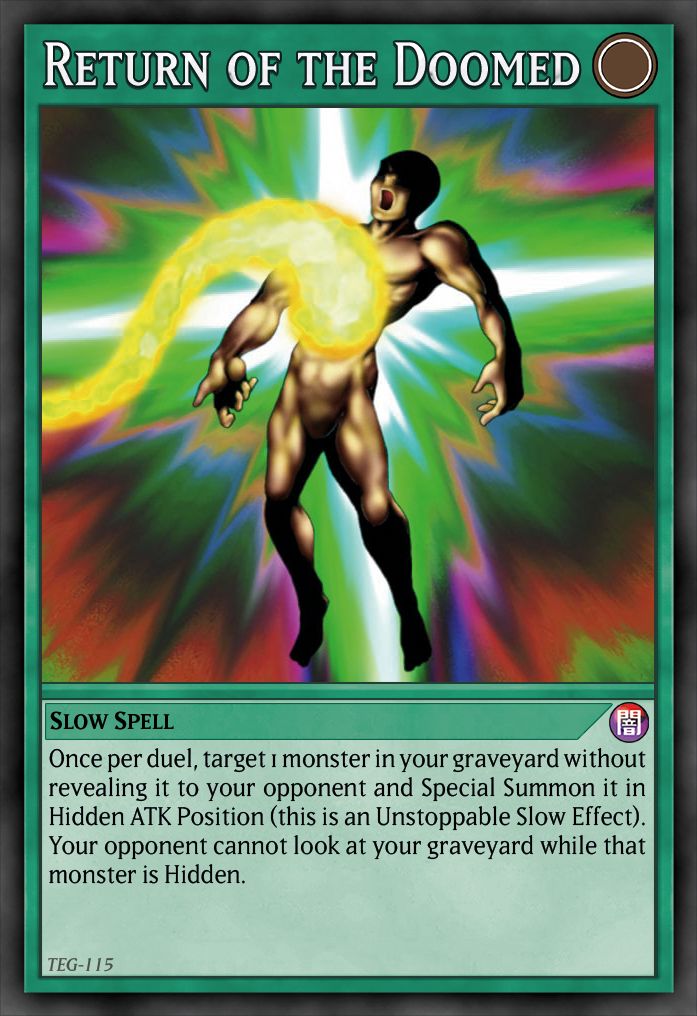 Return of the Doomed
Slow Spell
闇
Once per duel, target 1 monster in your graveyard without
revealing it to your opponent and Special Summon it in
Hidden ATK Position (this is an Unstoppable Slow Effect).
Your opponent cannot look at your graveyard while that
monster is Hidden.
TEG-115